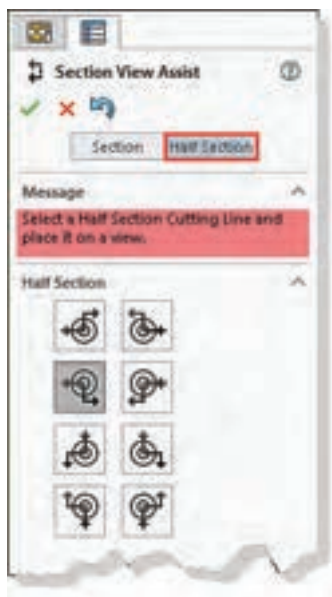 Section View Assist
Section
Half Section
Message
Select a Half Section Cutting Line and
place it on a view.
Half Section